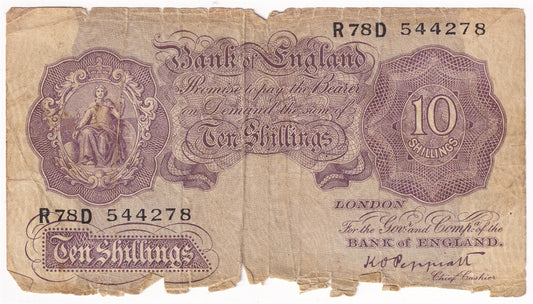 R78D 544278
Bank of England
Promise to pay the Bearer
on Demand the sum of
Ten Shillings
10
SHILLINGS
R78D 544278
Ten Shillings
LONDON
For the Gov.r and Comp.a of the
BANK of ENGLAND.
K O Peppiatt
Chief Cashier